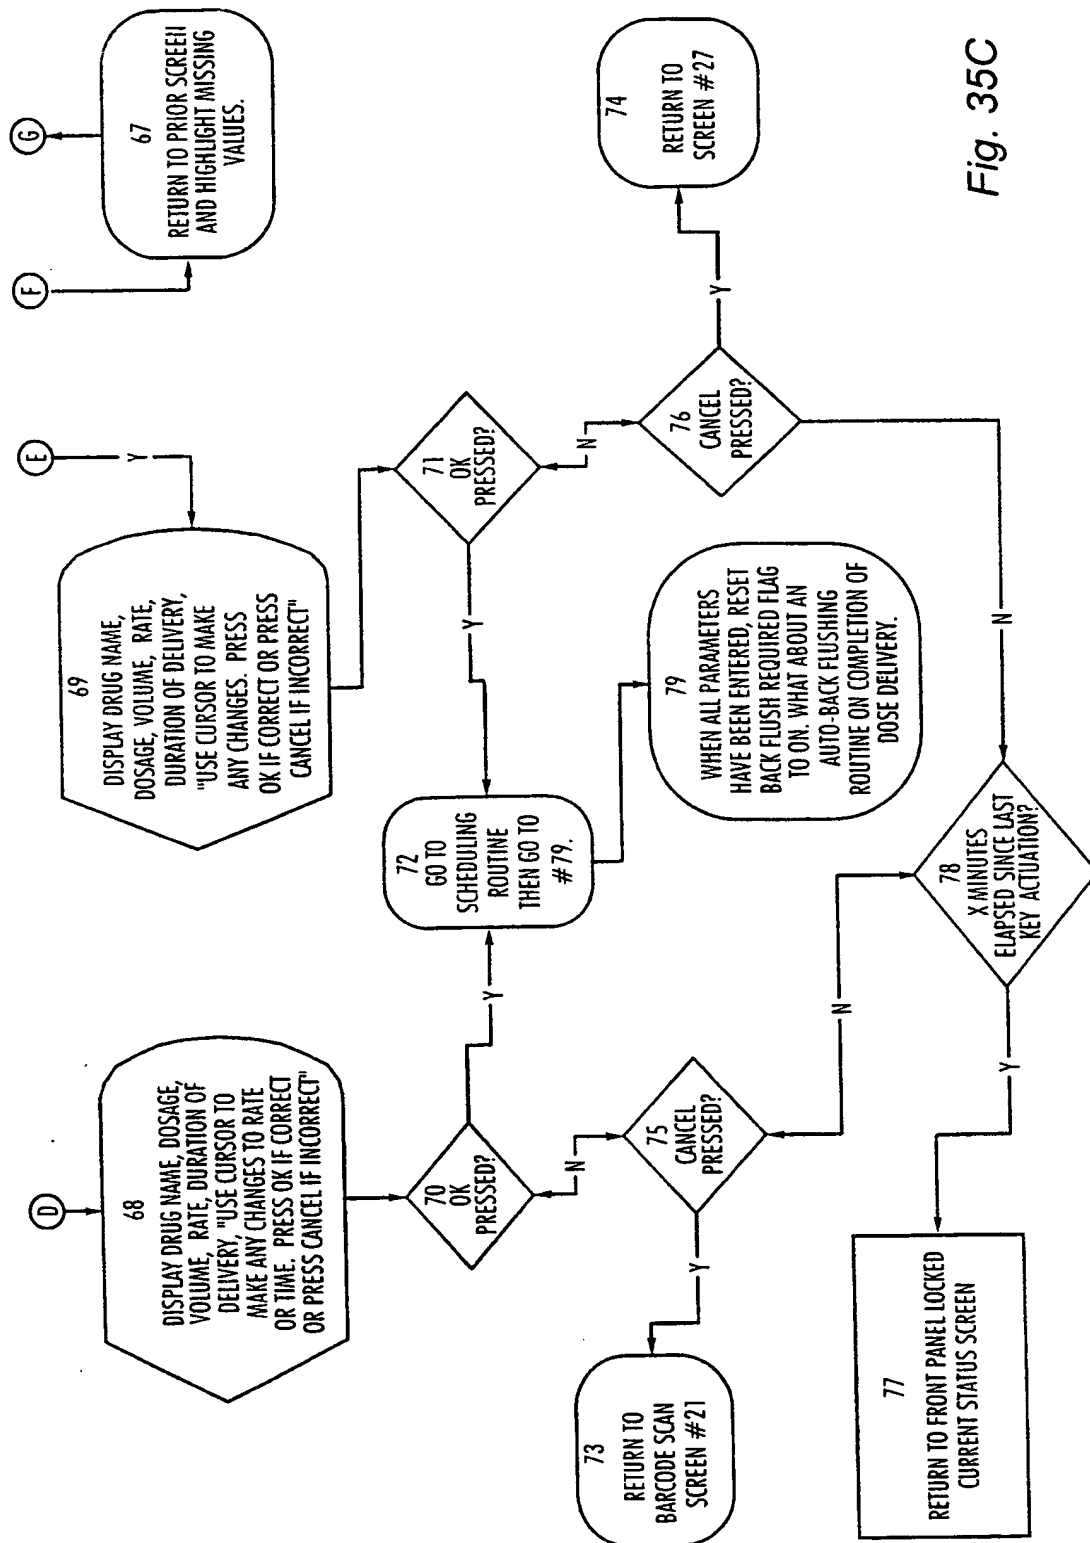 D
68
DISPLAY DRUG NAME, DOSAGE,
VOLUME, RATE, DURATION OF
DELIVERY, "USE CURSOR TO
MAKE ANY CHANGES TO RATE
OR TIME. PRESS OK IF CORRECT
OR PRESS CANCEL IF INCORRECT"
E
Y
69
DISPLAY DRUG NAME,
DOSAGE, VOLUME, RATE,
DURATION OF DELIVERY,
"USE CURSOR TO MAKE
ANY CHANGES. PRESS
OK IF CORRECT OR PRESS
CANCEL IF INCORRECT"
F
G
67
RETURN TO PRIOR SCREEN
AND HIGHLIGHT MISSING
VALUES.
70
OK
PRESSED?
Y
N
72
GO TO
SCHEDULING
ROUTINE
THEN GO TO
#79.
Y
71
OK
PRESSED?
N
73
RETURN TO
BARCODE SCAN
SCREEN #21
Y
75
CANCEL
PRESSED?
N
79
WHEN ALL PARAMETERS
HAVE BEEN ENTERED, RESET
BACK FLUSH REQUIRED FLAG
TO ON. WHAT ABOUT AN
AUTO-BACK FLUSHING
ROUTINE ON COMPLETION OF
DOSE DELIVERY.
76
CANCEL
PRESSED?
Y
N
74
RETURN TO
SCREEN #27
77
RETURN TO FRONT PANEL LOCKED
CURRENT STATUS SCREEN
Y
78
X MINUTES
ELAPSED SINCE LAST
KEY ACTUATION?
Fig. 35C